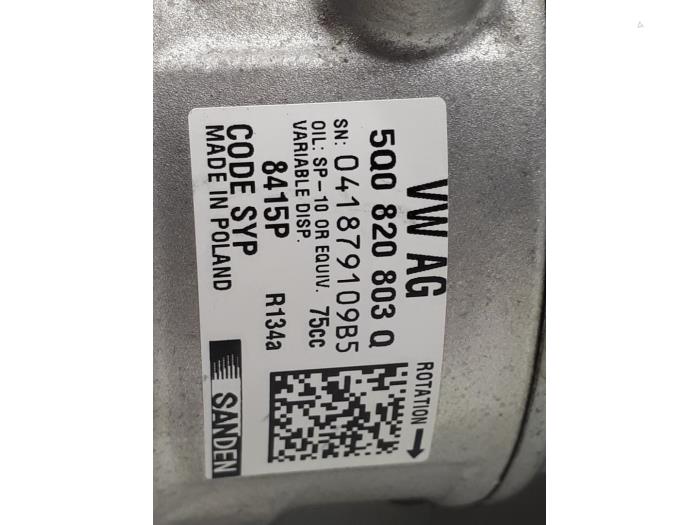 VW AG
5Q0 820 803 Q
SN: 041879109B5
OIL: SP-10 OR EQUIV. 75cc
VARIABLE DISP.
8415P R134a
CODE SYP
MADE IN POLAND
ROTATION →
SANDEN